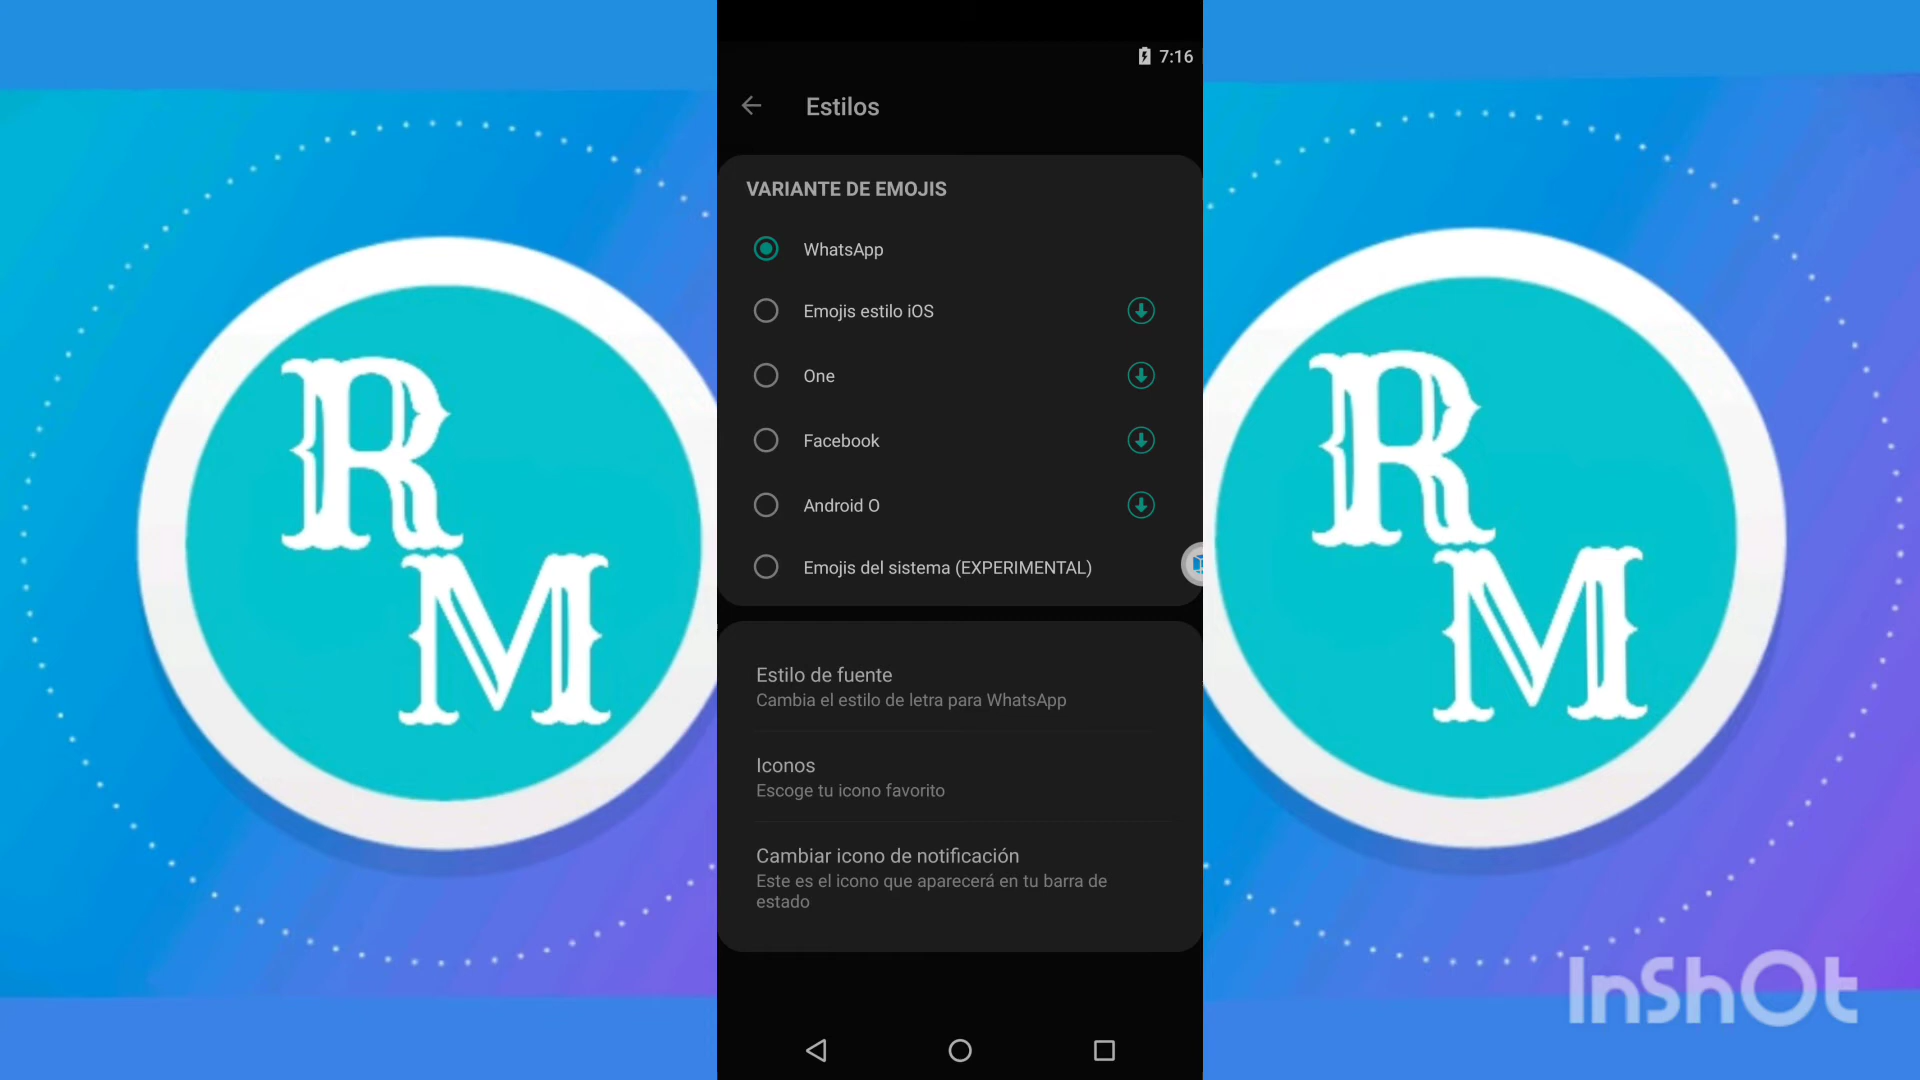 7:16
Estilos
VARIANTE DE EMOJIS
WhatsApp
Emojis estilo iOS
One
Facebook
Android O
Emojis del sistema (EXPERIMENTAL)
Estilo de fuente
Cambia el estilo de letra para WhatsApp
Iconos
Escoge tu icono favorito
Cambiar icono de notificación
Este es el icono que aparecerá en tu barra de
estado
R
M
R
M
InShOt